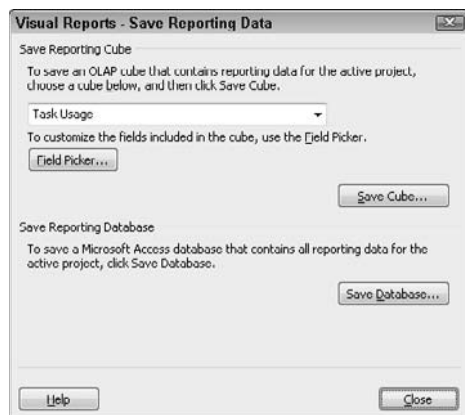 Visual Reports - Save Reporting Data
Save Reporting Cube
To save an OLAP cube that contains reporting data for the active project,
choose a cube below, and then click Save Cube.
Task Usage
To customize the fields included in the cube, use the Field Picker.
Field Picker...
Save Cube...
Save Reporting Database
To save a Microsoft Access database that contains all reporting data for the
active project, click Save Database.
Save Database...
Help
Close